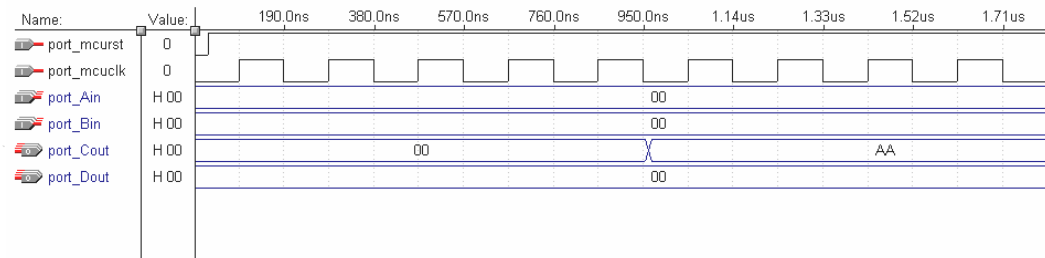 Name: Value: 190.0ns 380.0ns 570.0ns 760.0ns 950.0ns 1.14us 1.33us 1.52us 1.71us
port_mcurst 0
port_mcuclk 0
port_Ain H 00 00
port_Bin H 00 00
port_Cout H 00 00 AA
port_Dout H 00 00